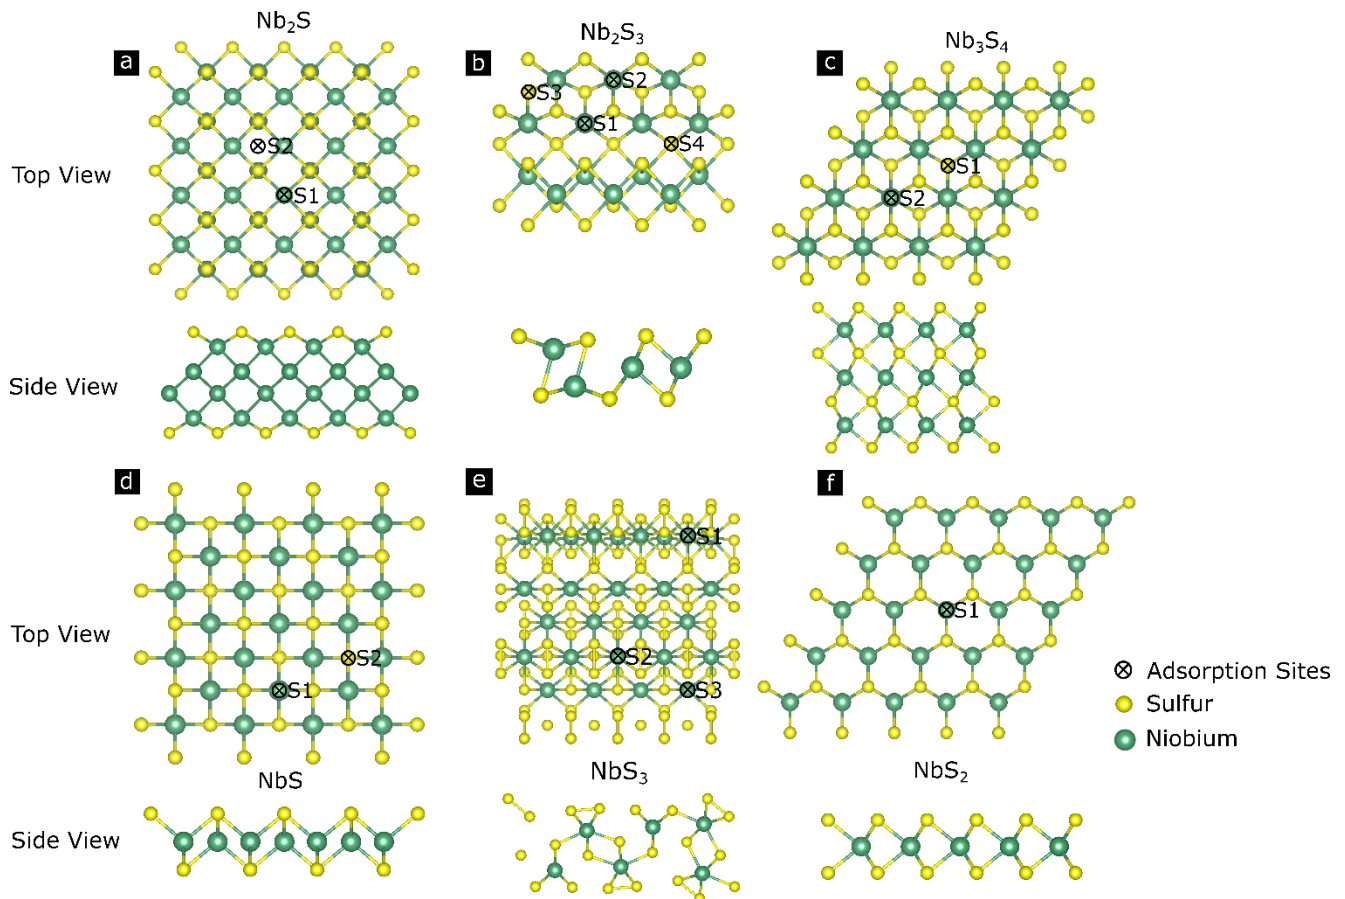 Nb₂S
Nb₂S₃
Nb₃S₄
a
b
c
S2
S1
S3
S2
S1
S4
S1
S2
Top View
Side View
d
e
f
S2
S1
S1
S2
S3
S1
Top View
Adsorption Sites
Sulfur
Niobium
NbS
NbS₃
NbS₂
Side View